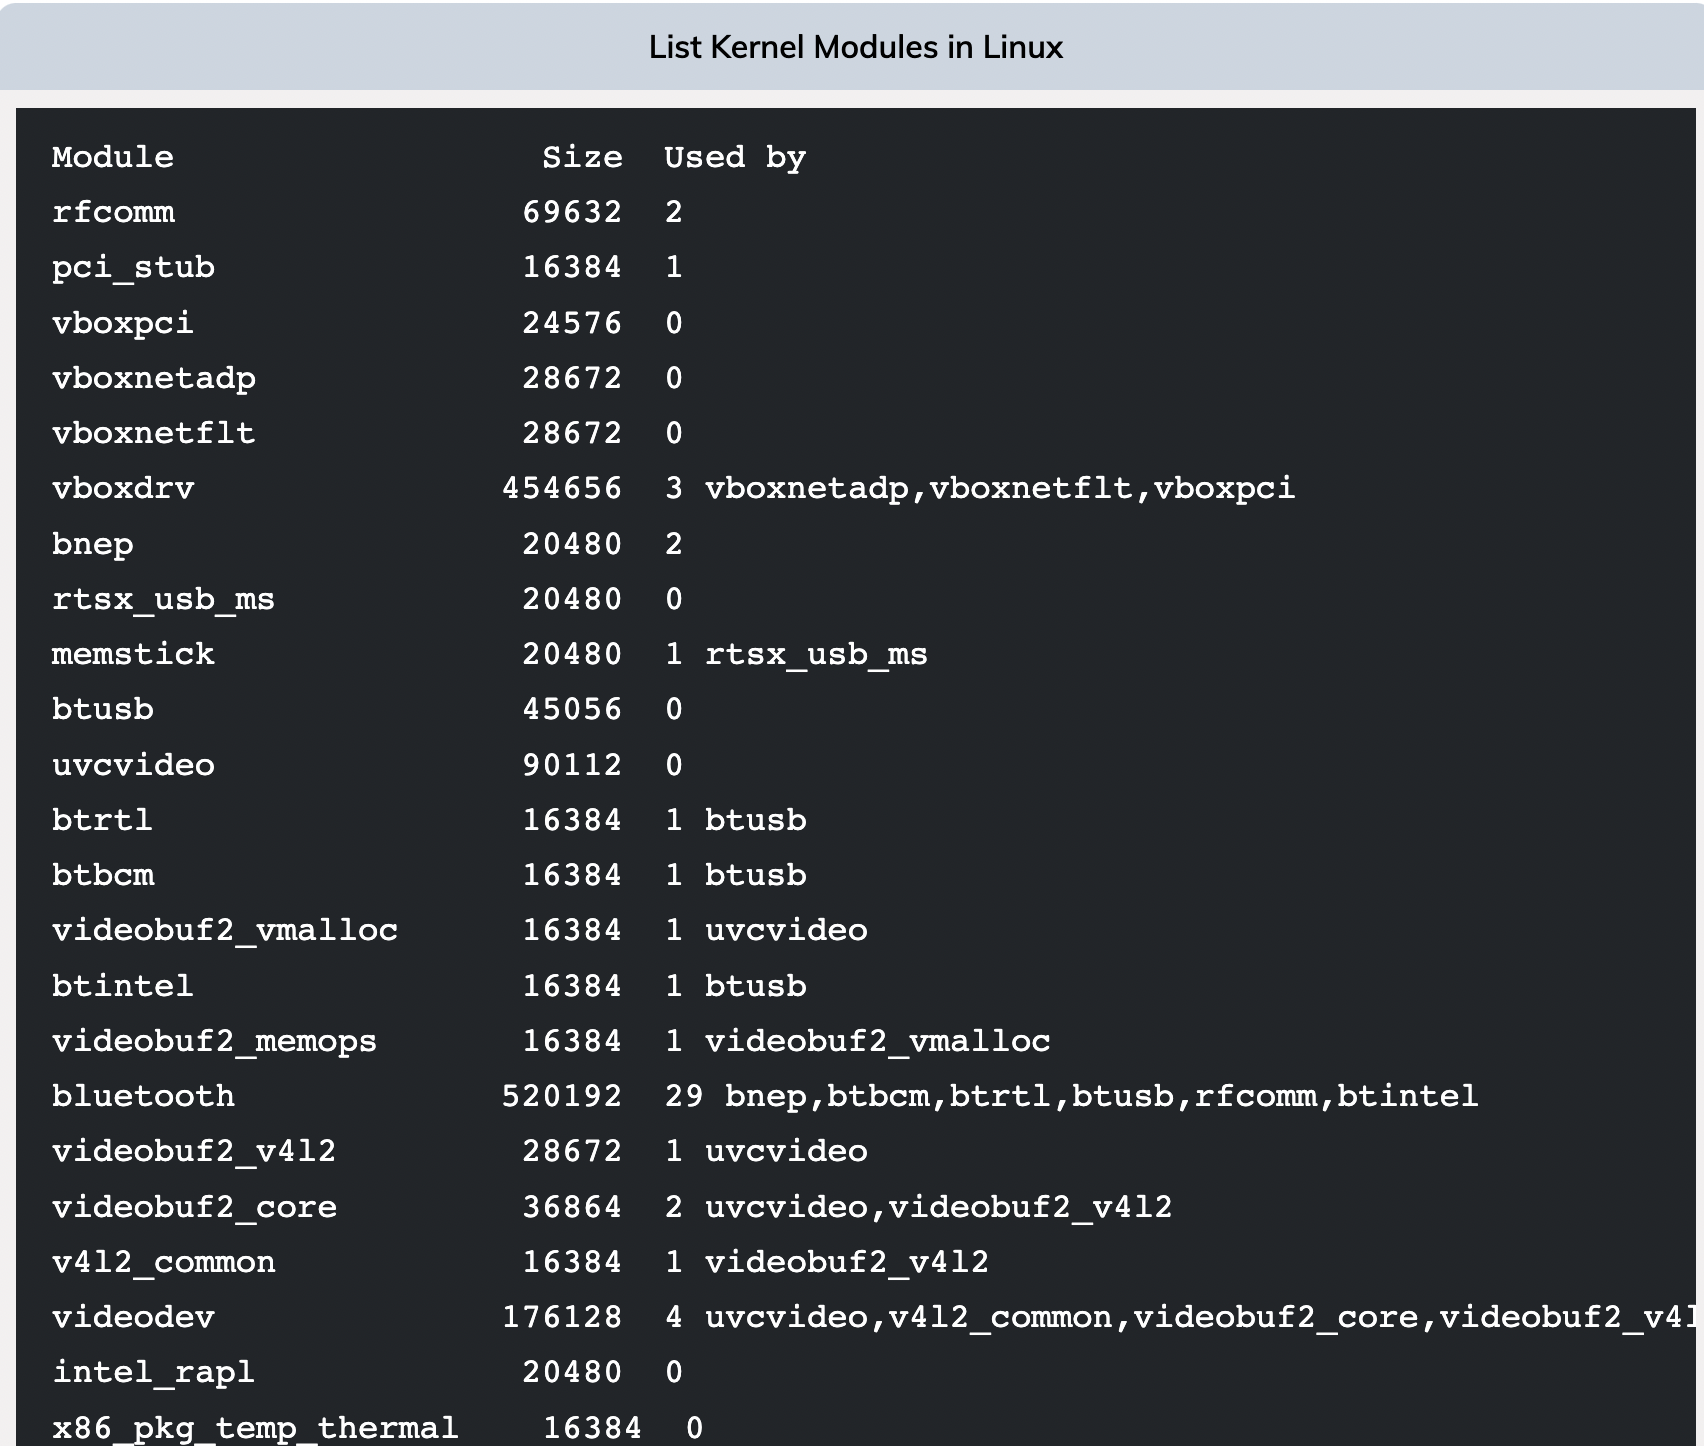 List Kernel Modules in Linux
Module                  Size  Used by
rfcomm                 69632  2
pci_stub               16384  1
vboxpci                24576  0
vboxnetadp             28672  0
vboxnetflt             28672  0
vboxdrv               454656  3 vboxnetadp,vboxnetflt,vboxpci
bnep                   20480  2
rtsx_usb_ms            20480  0
memstick               20480  1 rtsx_usb_ms
btusb                  45056  0
uvcvideo               90112  0
btrtl                  16384  1 btusb
btbcm                  16384  1 btusb
videobuf2_vmalloc      16384  1 uvcvideo
btintel                16384  1 btusb
videobuf2_memops       16384  1 videobuf2_vmalloc
bluetooth             520192  29 bnep,btbcm,btrtl,btusb,rfcomm,btintel
videobuf2_v4l2         28672  1 uvcvideo
videobuf2_core         36864  2 uvcvideo,videobuf2_v4l2
v4l2_common            16384  1 videobuf2_v4l2
videodev              176128  4 uvcvideo,v4l2_common,videobuf2_core,videobuf2_v4l
intel_rapl             20480  0
x86_pkg_temp_thermal    16384  0